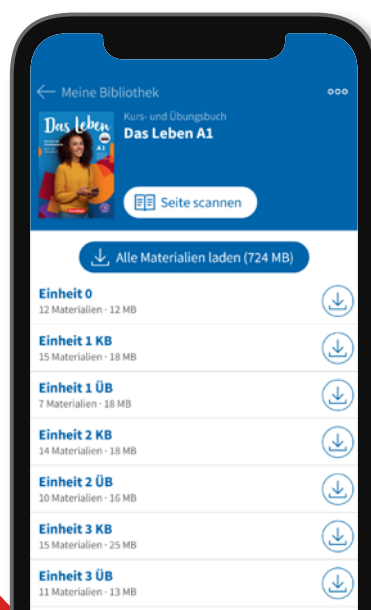 ← Meine Bibliothek
Kurs- und Übungsbuch
Das Leben A1
Das Leben
A1
Seite scannen
Alle Materialien laden (724 MB)
Einheit 0
12 Materialien · 12 MB
Einheit 1 KB
15 Materialien · 18 MB
Einheit 1 ÜB
7 Materialien · 18 MB
Einheit 2 KB
14 Materialien · 18 MB
Einheit 2 ÜB
10 Materialien · 16 MB
Einheit 3 KB
15 Materialien · 25 MB
Einheit 3 ÜB
11 Materialien · 13 MB